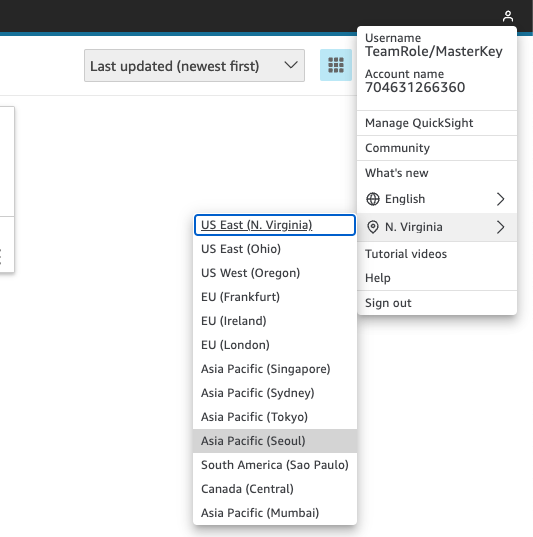 Username
TeamRole/MasterKey
Account name
704631266360
Last updated (newest first)
Manage QuickSight
Community
What's new
English
N. Virginia
Tutorial videos
Help
Sign out
US East (N. Virginia)
US East (Ohio)
US West (Oregon)
EU (Frankfurt)
EU (Ireland)
EU (London)
Asia Pacific (Singapore)
Asia Pacific (Sydney)
Asia Pacific (Tokyo)
Asia Pacific (Seoul)
South America (Sao Paulo)
Canada (Central)
Asia Pacific (Mumbai)